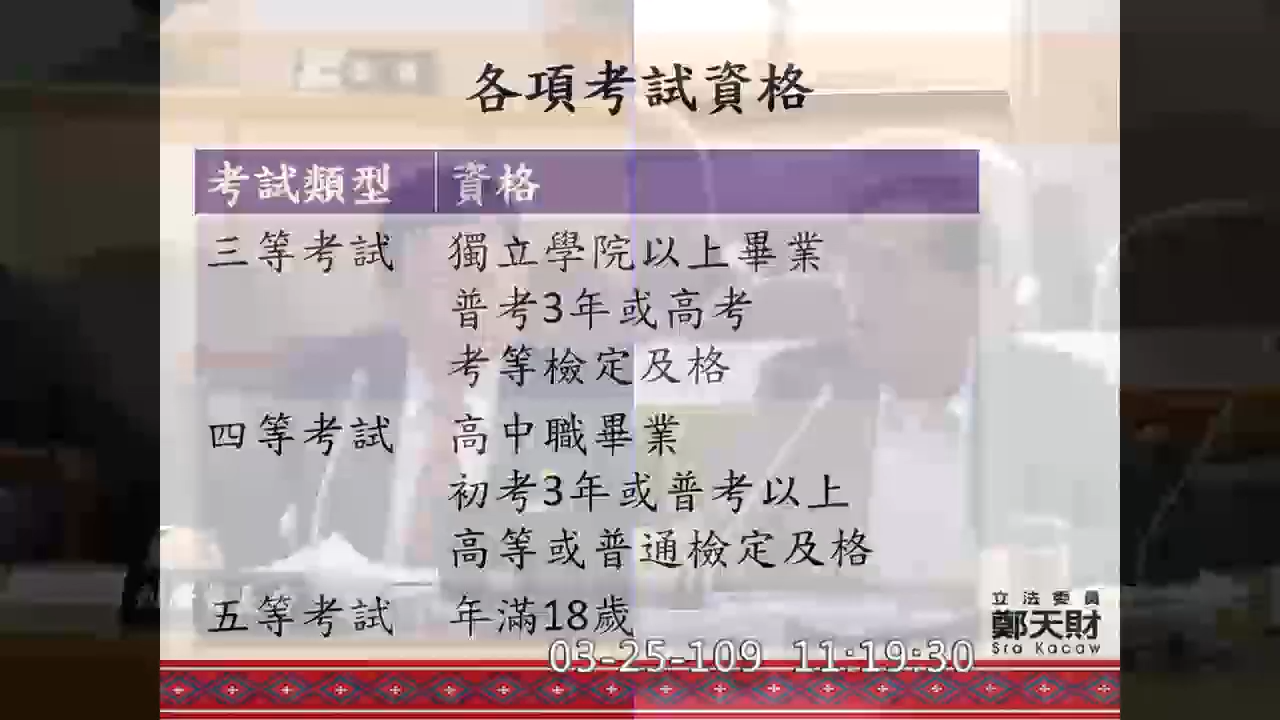 各項考試資格
考試類型 資格
三等考試 獨立學院以上畢業
普考3年或高考
考等檢定及格
四等考試 高中職畢業
初考3年或普考以上
高等或普通檢定及格
五等考試 年滿18歲
立法委員
鄭天財
Sra Kacaw
03-25-109 11:19:30